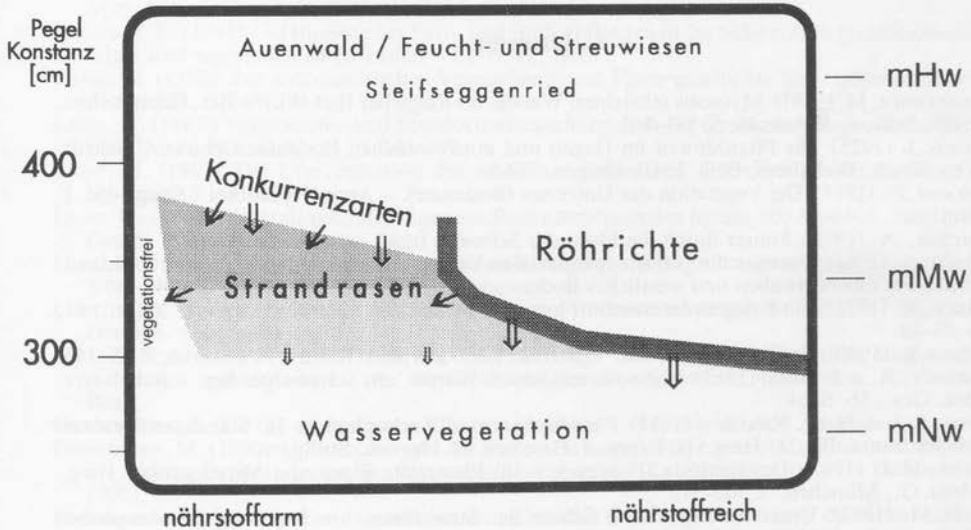 Pegel
Konstanz
[cm]
Auenwald / Feucht- und Streuwiesen
Steifseggenried
mHw
400
Konkurrenzarten
Röhrichte
vegetationsfrei
Strandrasen
mMw
300
Wasservegetation
mNw
nährstoffarm
nährstoffreich